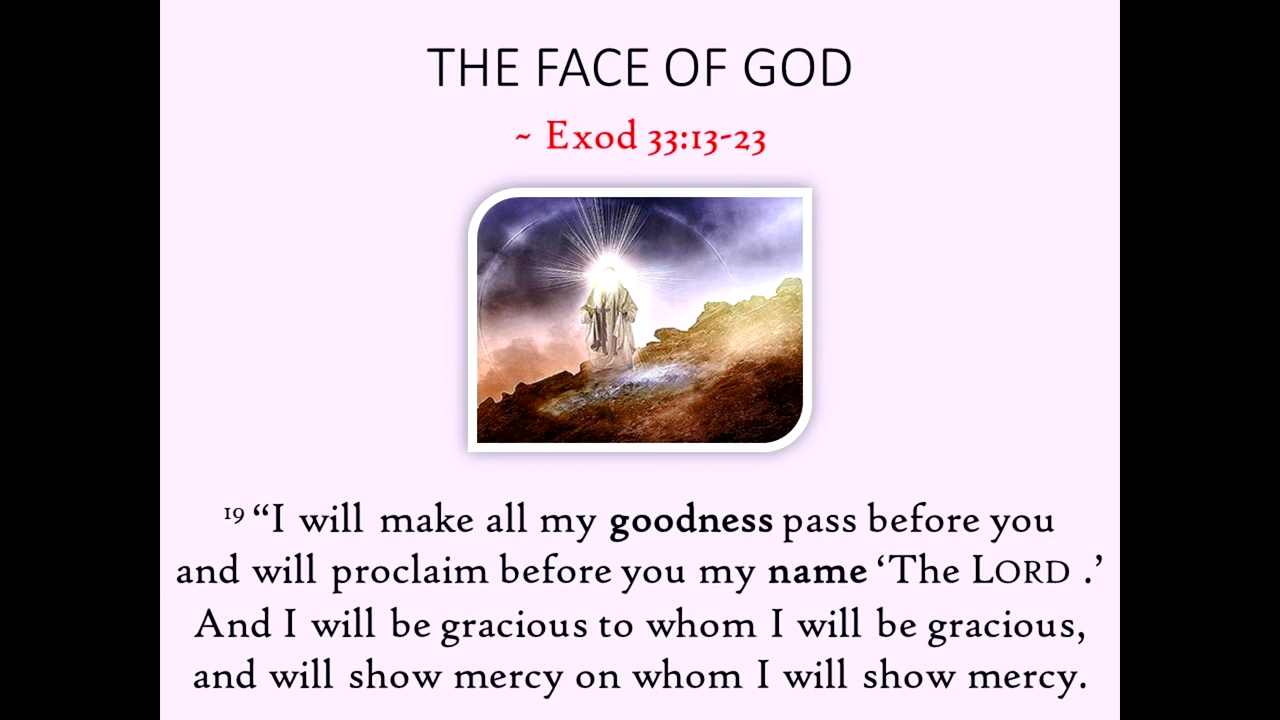 THE FACE OF GOD
~ Exod 33:13-23
19 “I will make all my goodness pass before you
and will proclaim before you my name ‘The LORD .’
And I will be gracious to whom I will be gracious,
and will show mercy on whom I will show mercy.